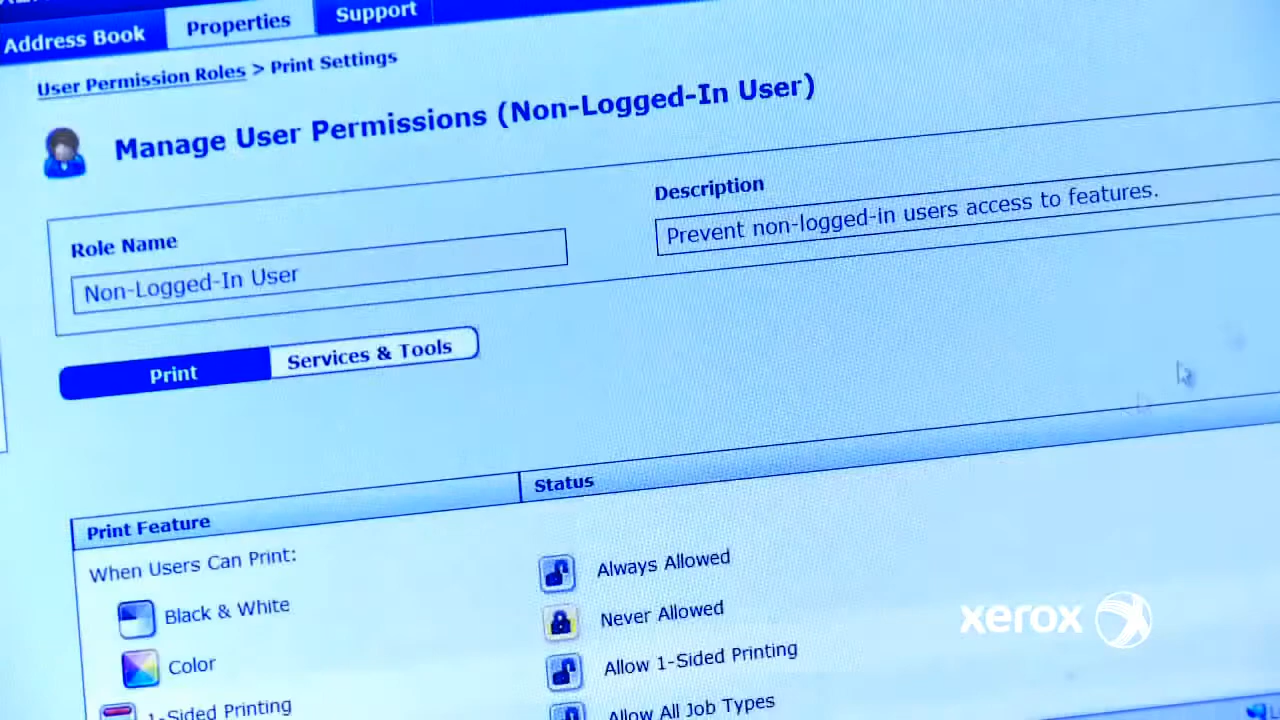 Address Book
Properties
Support
User Permission Roles > Print Settings
Manage User Permissions (Non-Logged-In User)
Role Name
Non-Logged-In User
Description
Prevent non-logged-in users access to features.
Print
Services & Tools
Print Feature
Status
When Users Can Print:
Always Allowed
Black & White
Never Allowed
Color
Allow 1-Sided Printing
1-Sided Printing
Allow All Job Types
xerox